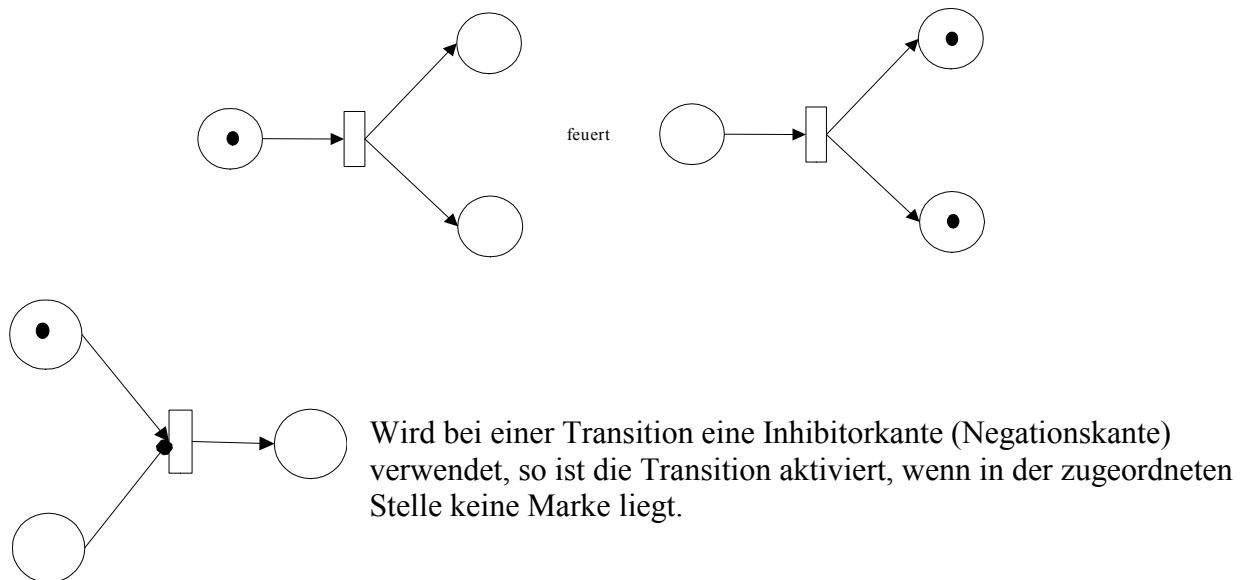 feuert
Wird bei einer Transition eine Inhibitorkante (Negationskante)
verwendet, so ist die Transition aktiviert, wenn in der zugeordneten
Stelle keine Marke liegt.